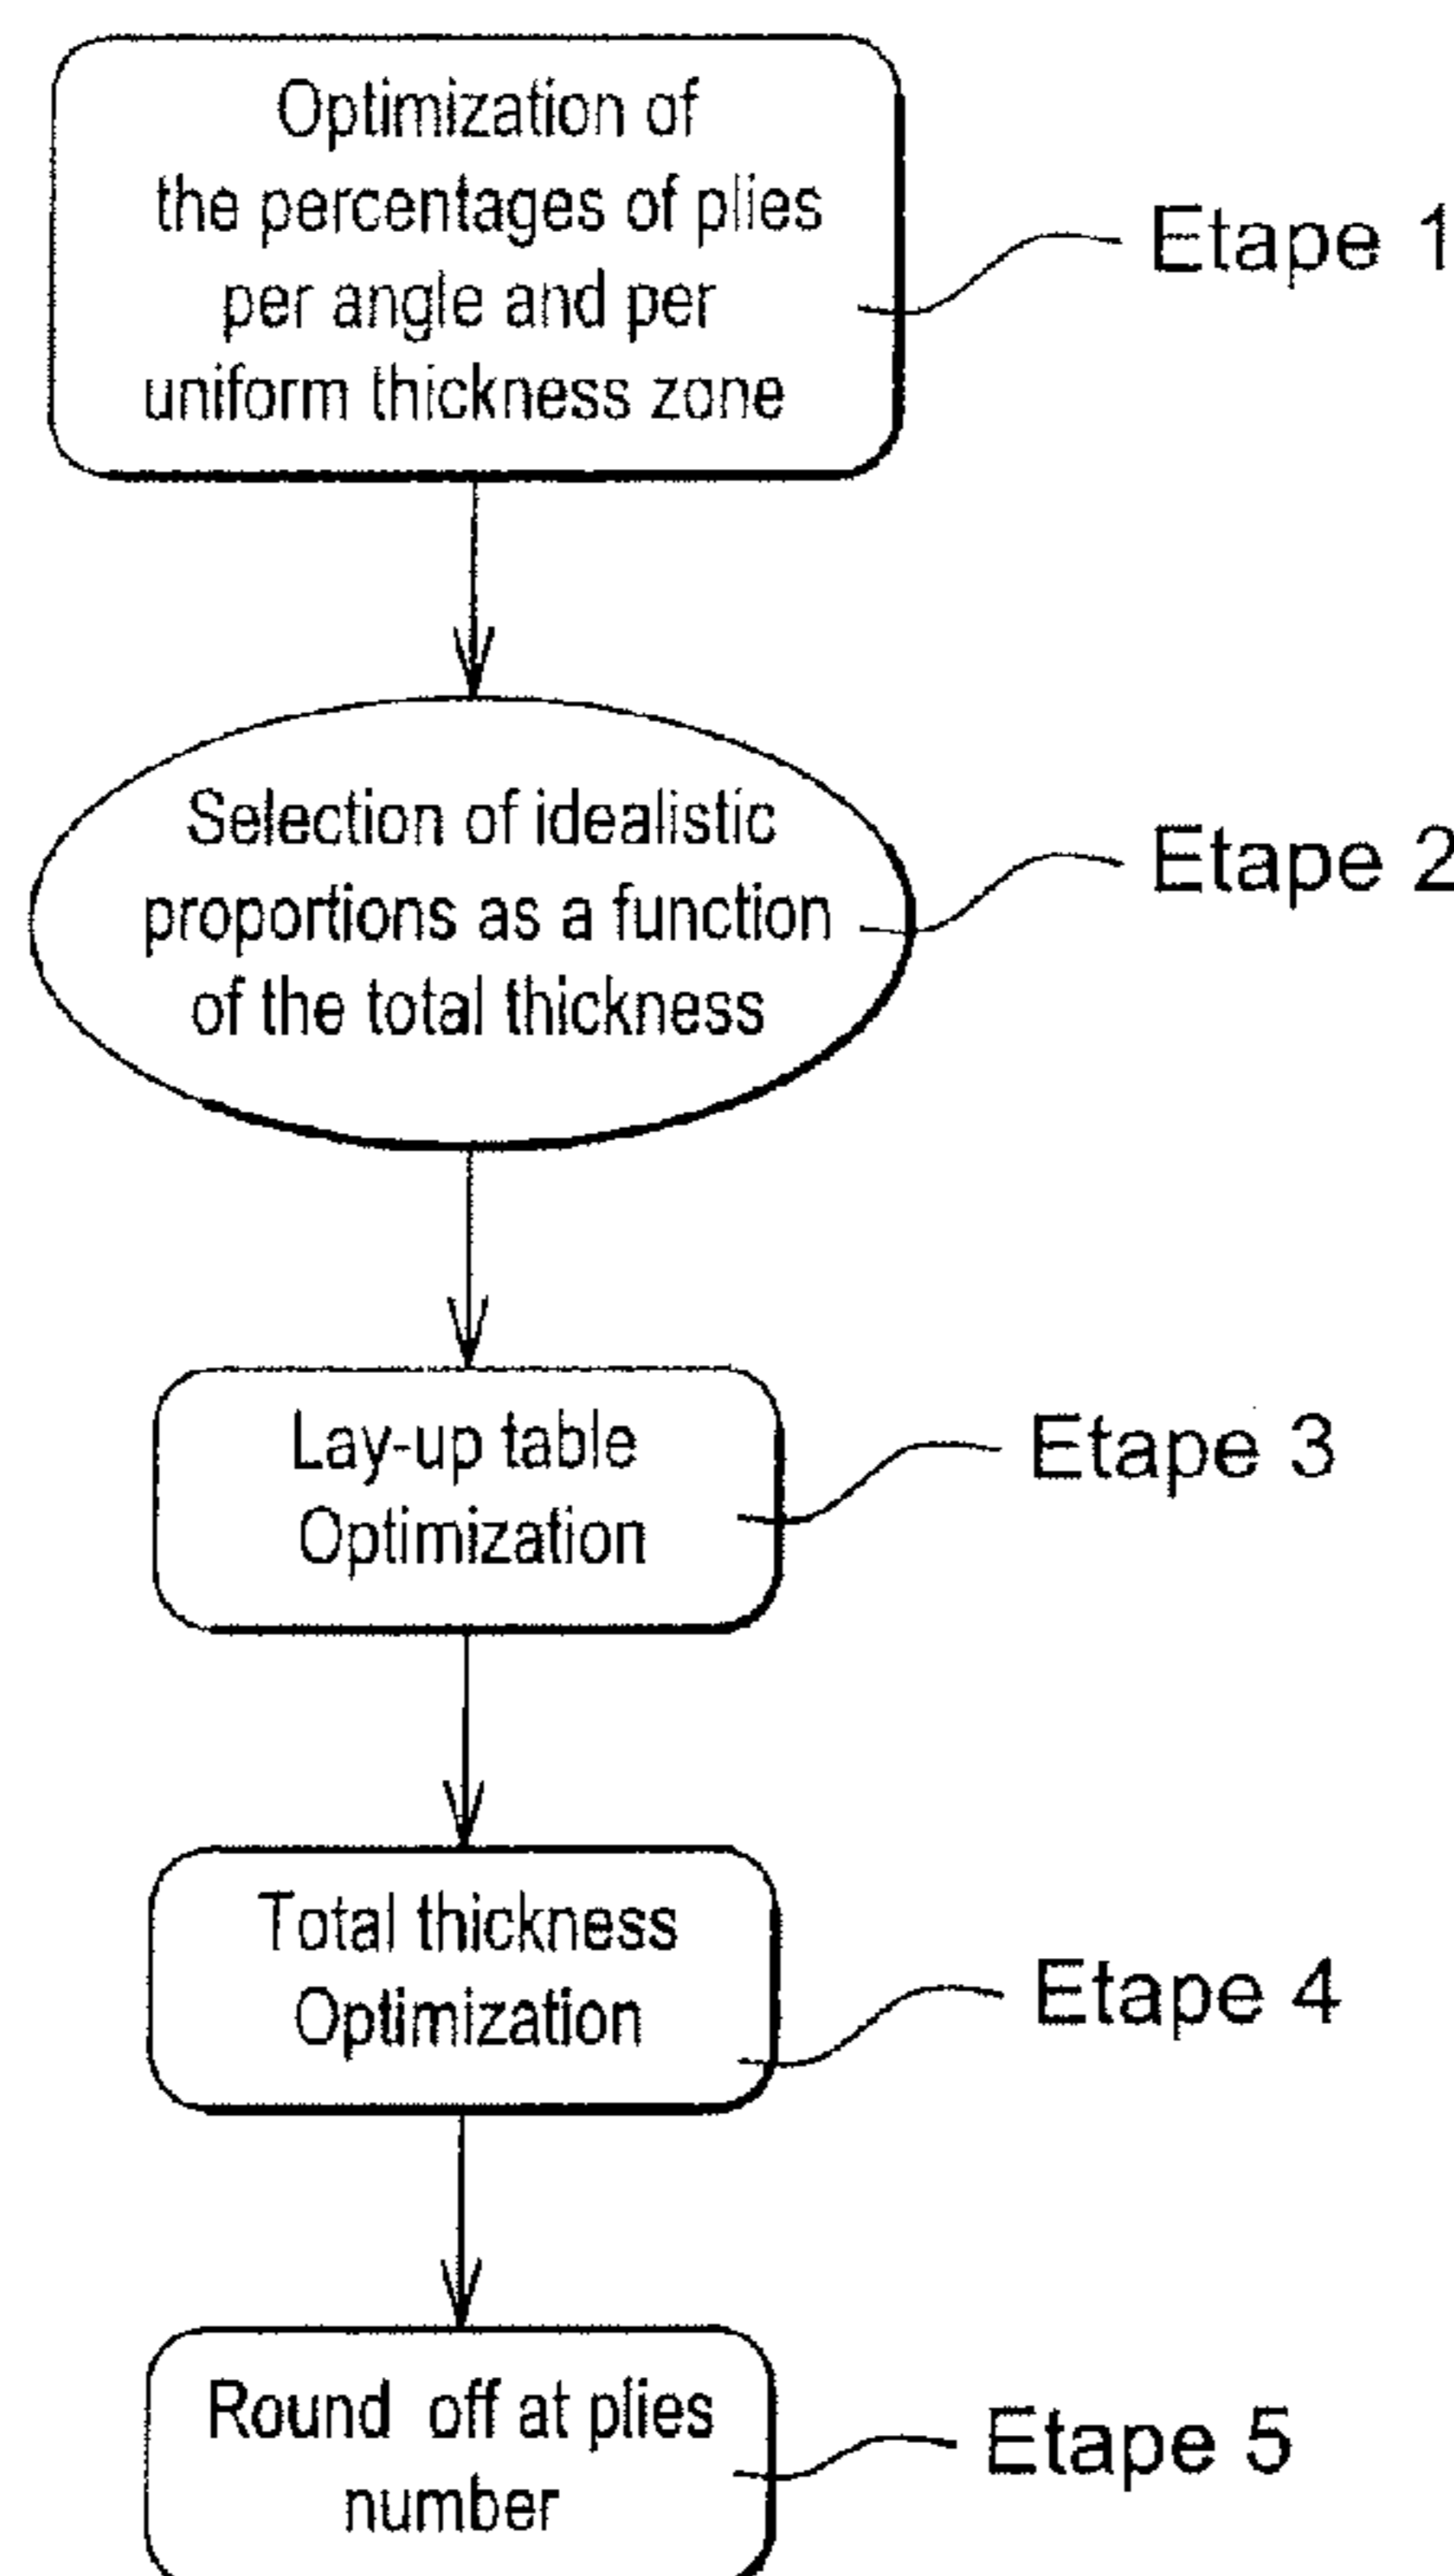 Optimization of
the percentages of plies
per angle and per
uniform thickness zone
Etape 1
Selection of idealistic
proportions as a function
of the total thickness
Etape 2
Lay-up table
Optimization
Etape 3
Total thickness
Optimization
Etape 4
Round off at plies
number
Etape 5